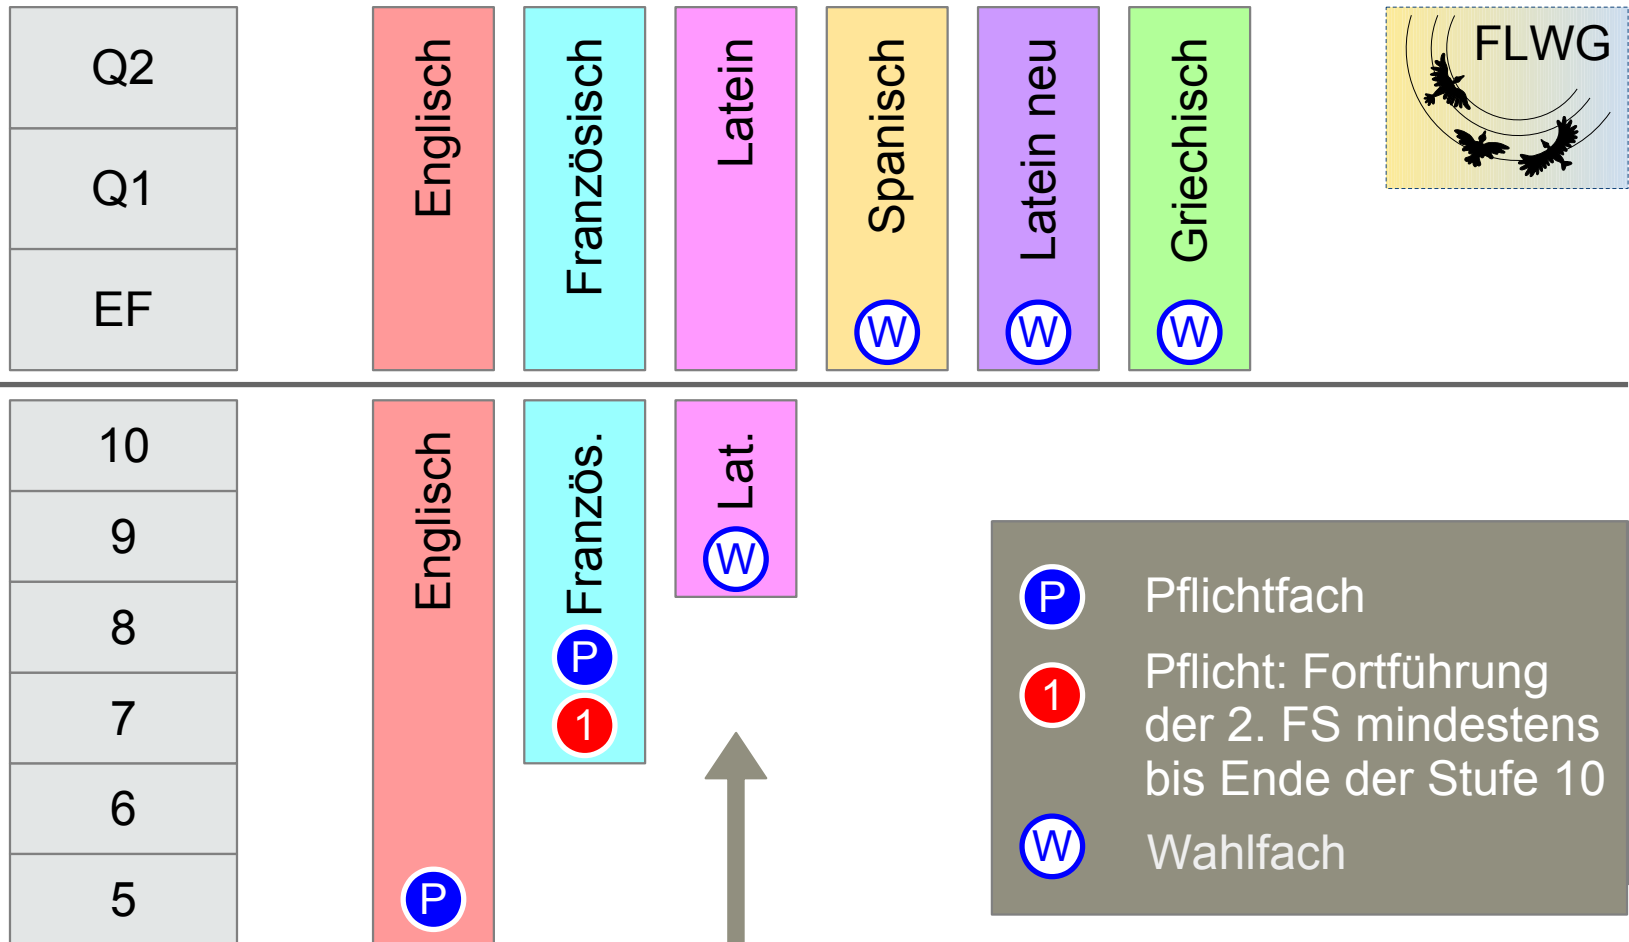 Q2
Q1
EF
Englisch
Französisch
Latein
Spanisch
W
Latein neu
W
Griechisch
W
FLWG
10
9
8
7
6
5
Englisch
P
Französ.
P
1
Lat.
W
P Pflichtfach
1 Pflicht: Fortführung
der 2. FS mindestens
bis Ende der Stufe 10
W Wahlfach